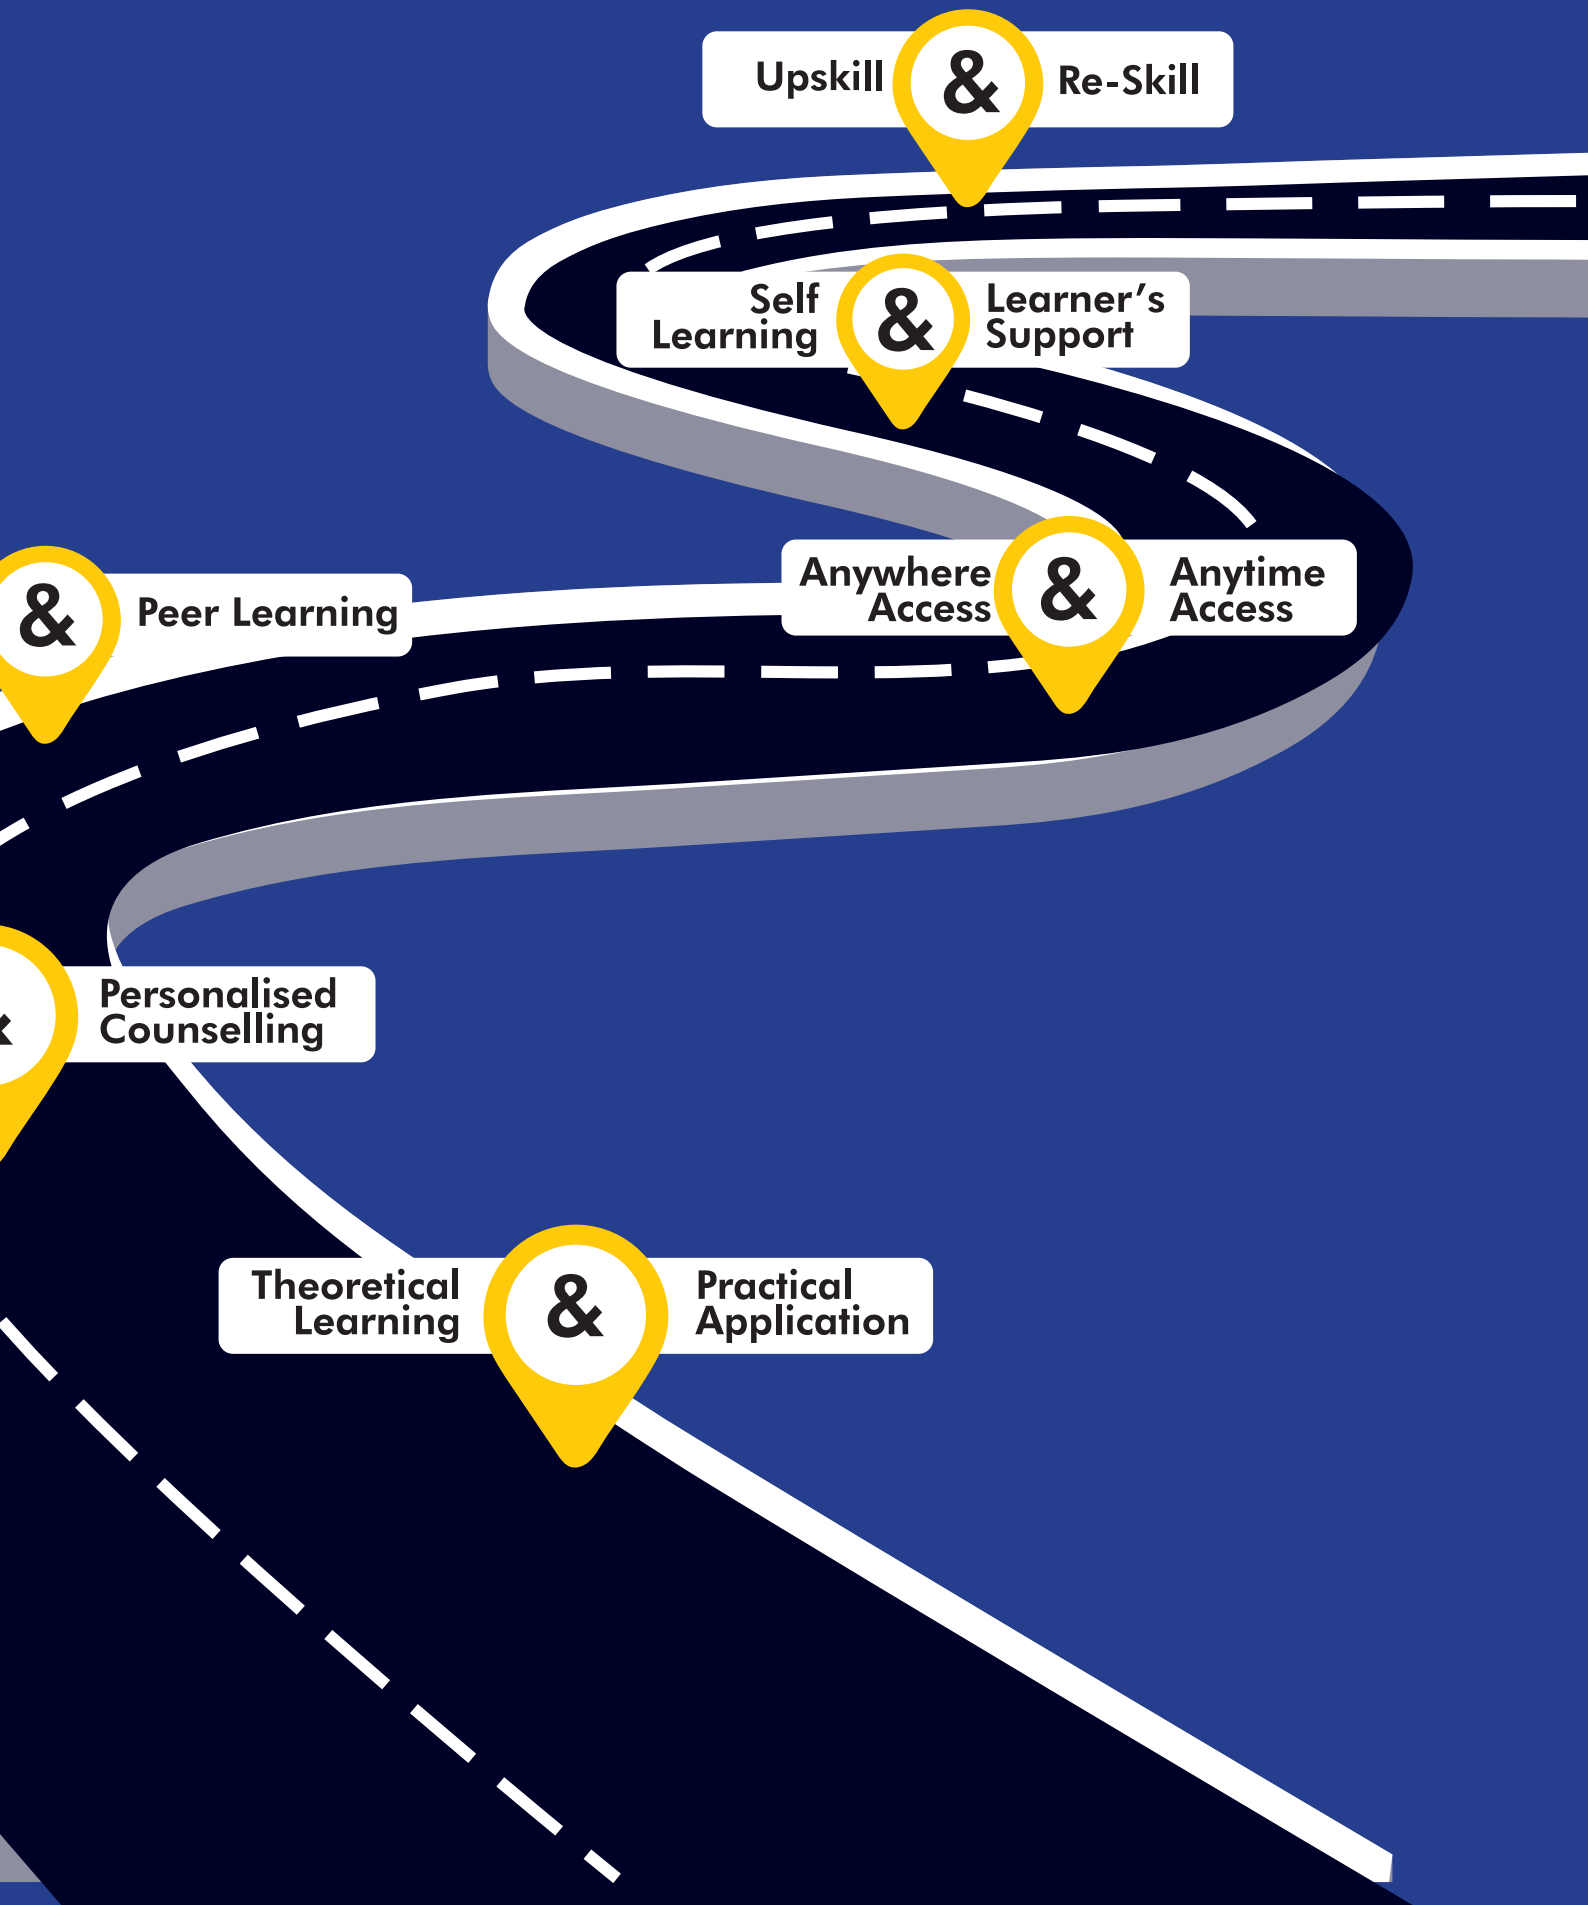 Upskill & Re-Skill
Self
Learning
&
Learner's
Support
Anywhere
Access
&
Anytime
Access
& Peer Learning
Personalised
Counselling
Theoretical
Learning
&
Practical
Application